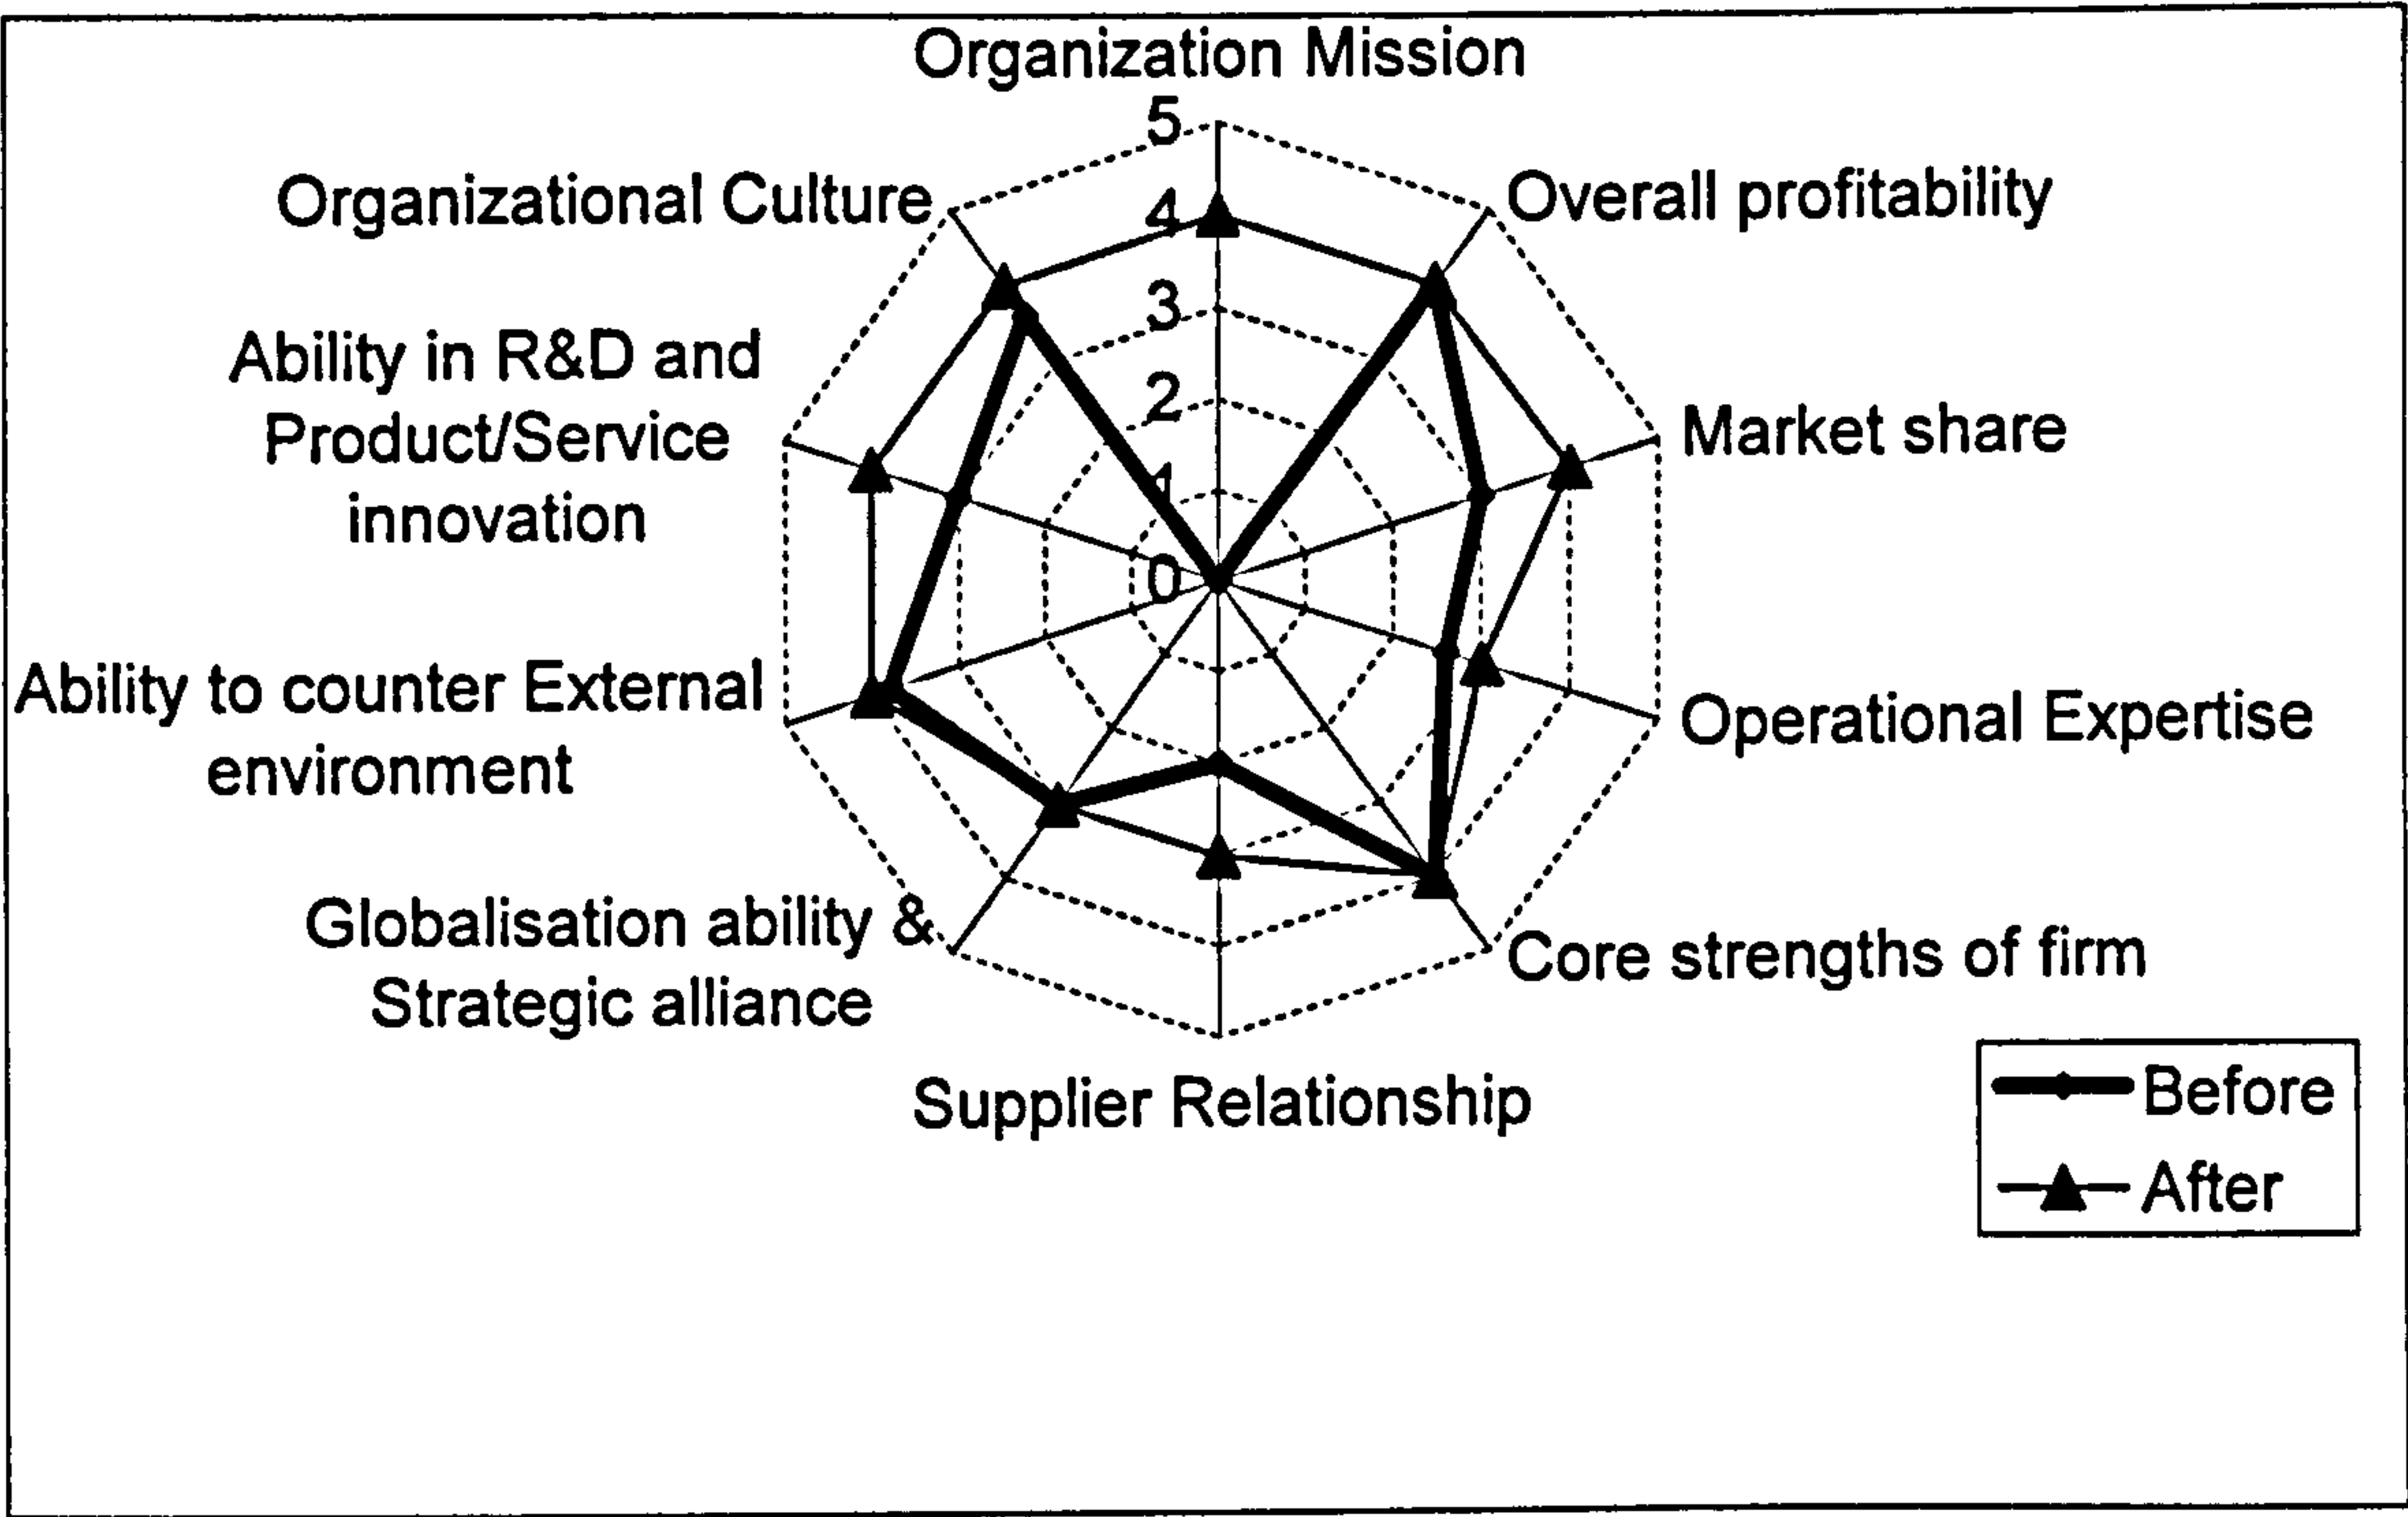 Organization Mission
5
Organizational Culture
Overall profitability
4
3
Ability in R&D and
Product/Service
innovation
2
Market share
1
0
Ability to counter External
environment
Operational Expertise
Globalisation ability &
Strategic alliance
Core strengths of firm
Supplier Relationship
Before
After